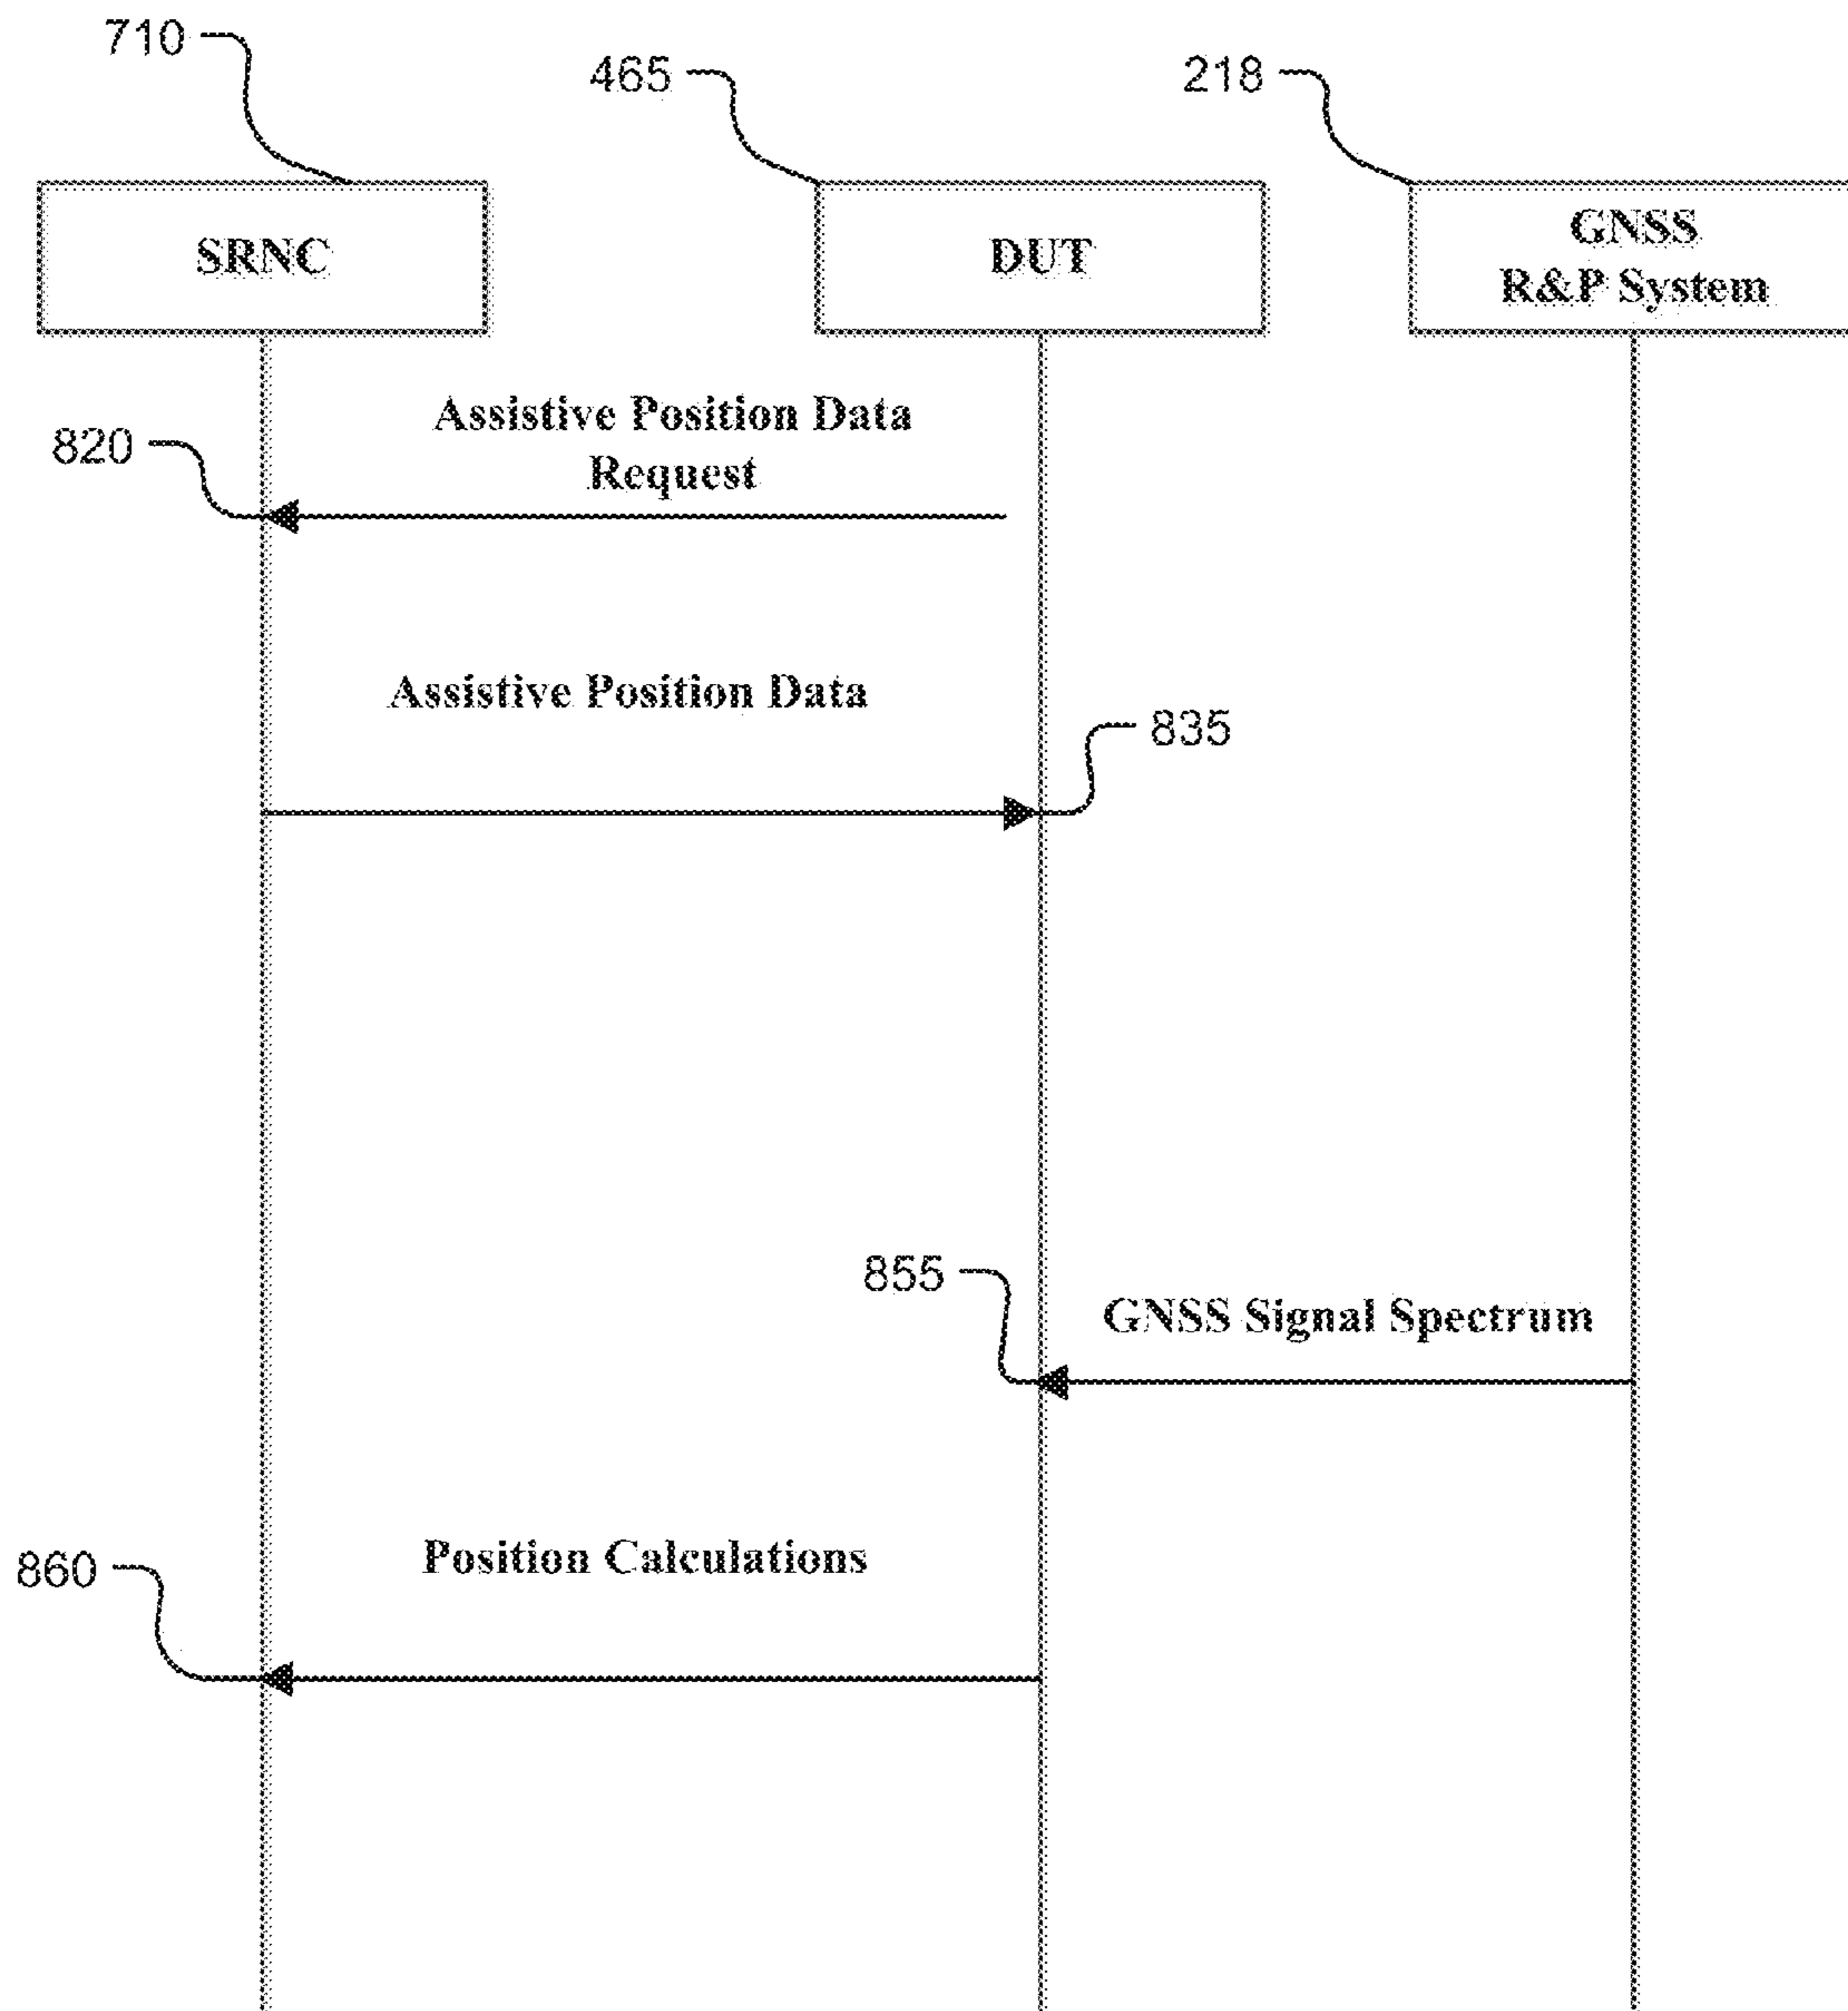 710
465
218
SRNC
DUT
GNSS
R&P System
Assistive Position Data
Request
820
Assistive Position Data
835
855
GNSS Signal Spectrum
Position Calculations
860